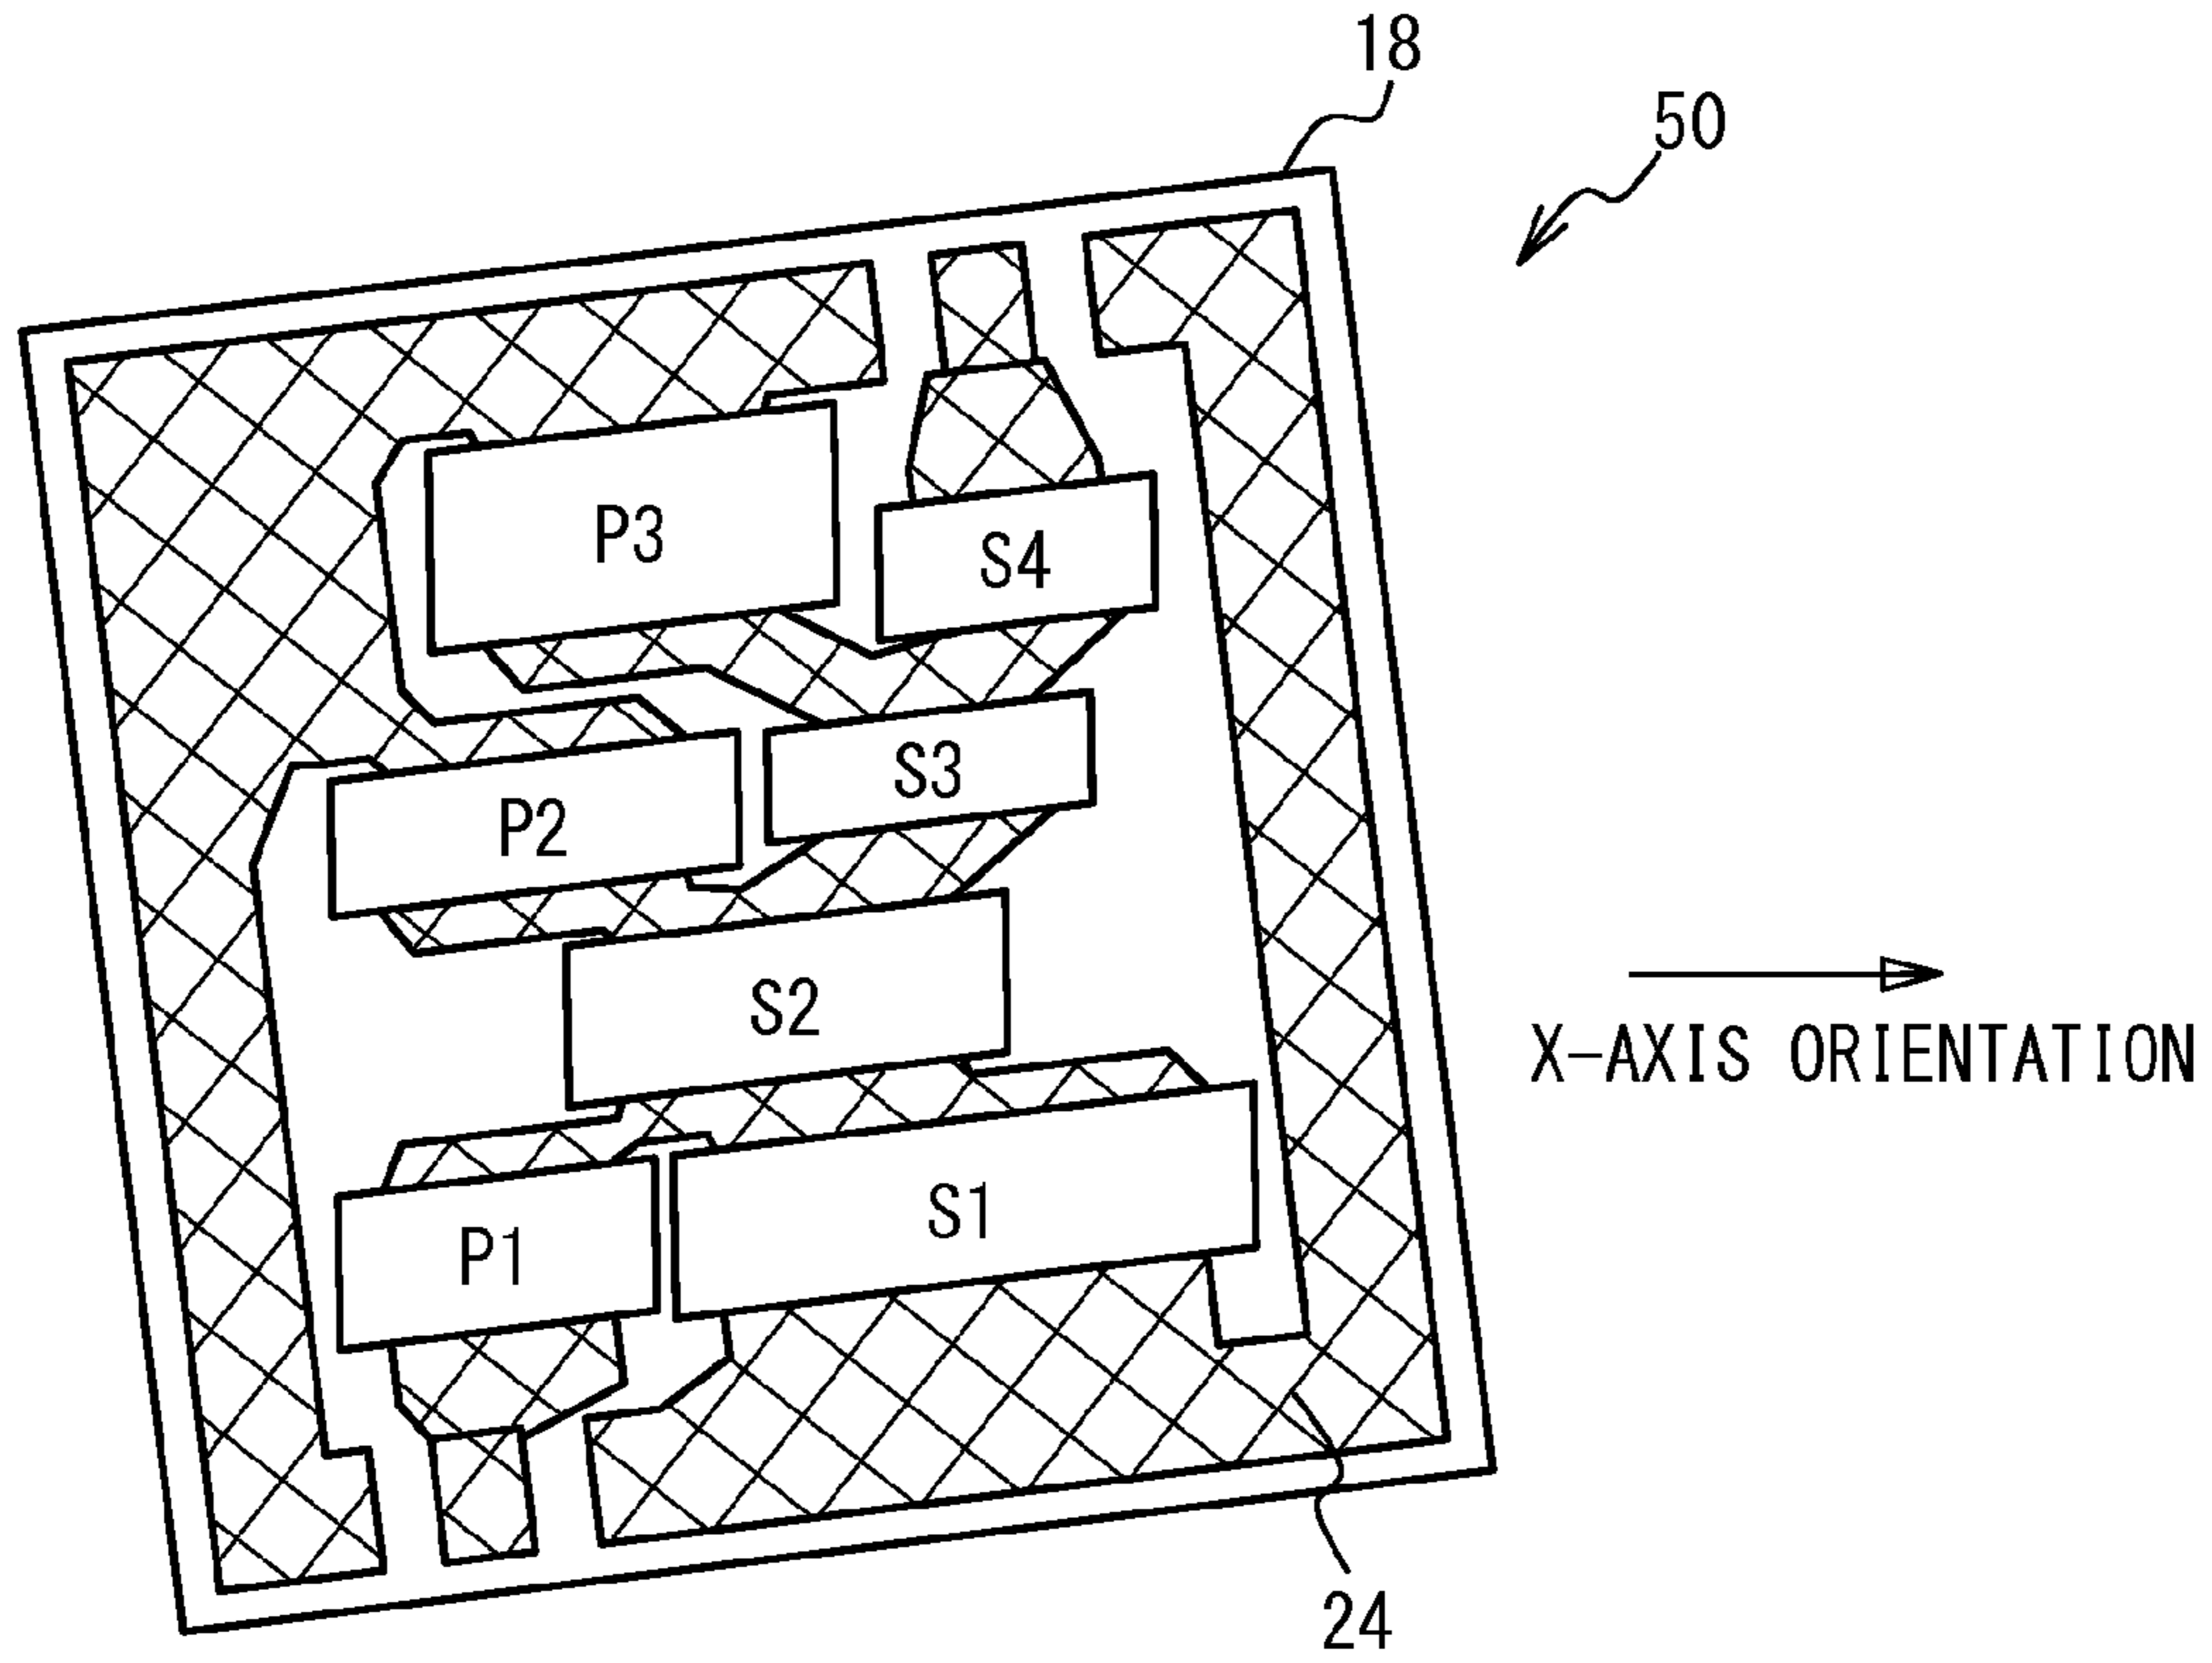 18
50
P3
S4
S3
P2
S2
X-AXIS ORIENTATION
S1
P1
24